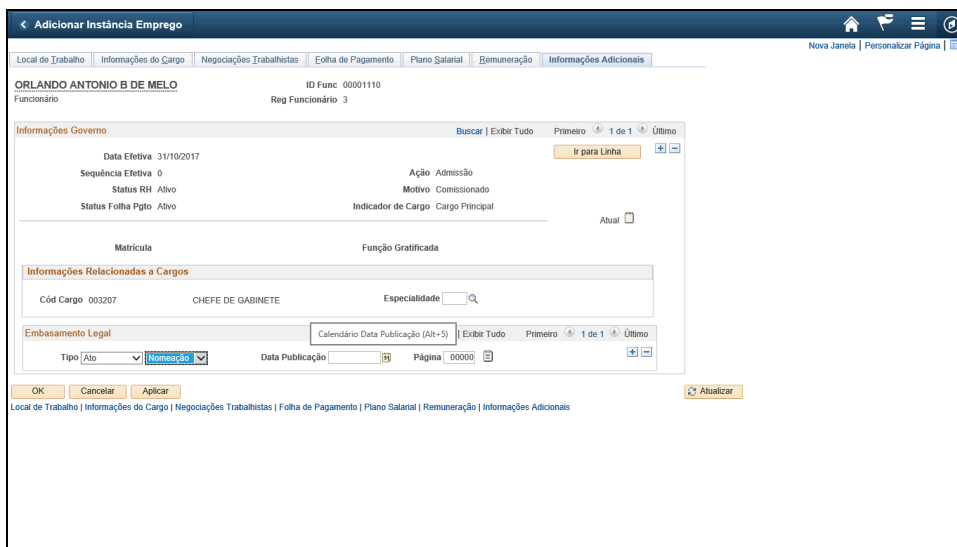 Adicionar Instância Emprego
Nova Janela | Personalizar Página |
Local de Trabalho Informações do Cargo Negociações Trabalhistas Folha de Pagamento Plano Salarial Remuneração Informações Adicionais
ORLANDO ANTONIO B DE MELO ID Func 00001110
Funcionário Reg Funcionário 3
Informações Governo Buscar | Exibir Tudo Primeiro 1 de 1 Último
Ir para Linha
Data Efetiva 31/10/2017
Sequência Efetiva 0 Ação Admissão
Status RH Ativo Motivo Comissionado
Status Folha Pgto Ativo Indicador de Cargo Cargo Principal
Atual
Matrícula Função Gratificada
Informações Relacionadas a Cargos
Cód Cargo 003207 CHEFE DE GABINETE Especialidade
Embasamento Legal Calendário Data Publicação (Alt+5) | Exibir Tudo Primeiro 1 de 1 Último
Tipo Ato Nomeação Data Publicação Página 00000
OK Cancelar Aplicar Atualizar
Local de Trabalho | Informações do Cargo | Negociações Trabalhistas | Folha de Pagamento | Plano Salarial | Remuneração | Informações Adicionais